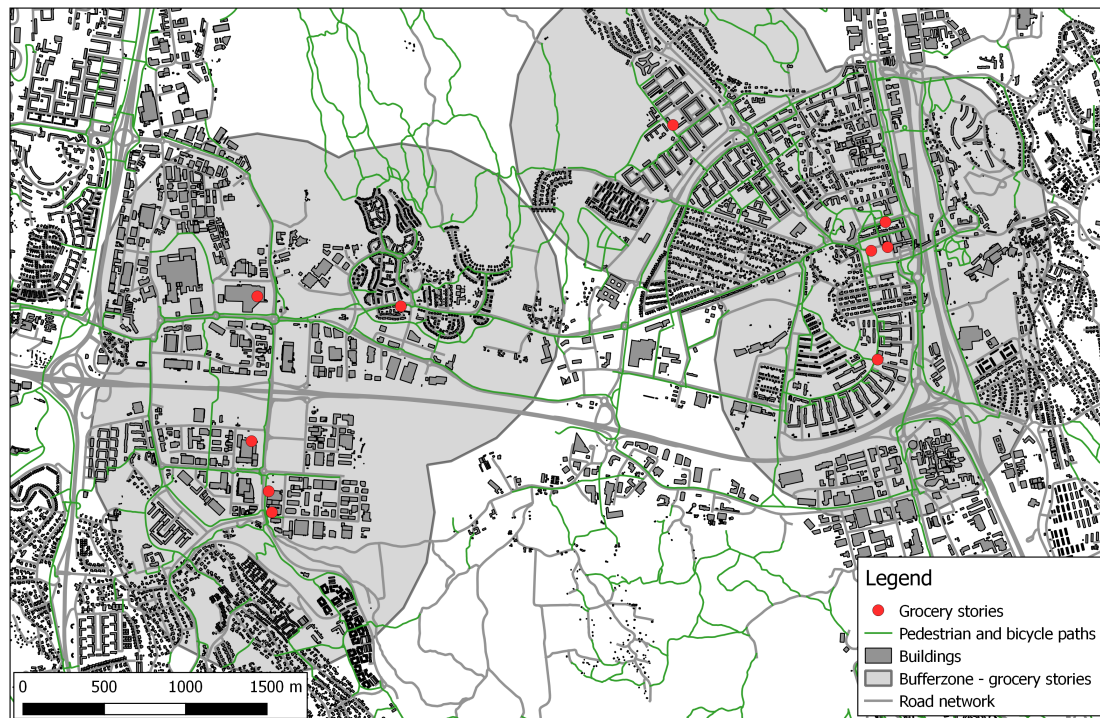 Legend
Grocery stories
Pedestrian and bicycle paths
Buildings
Bufferzone - grocery stories
Road network
0 500 1000 1500 m